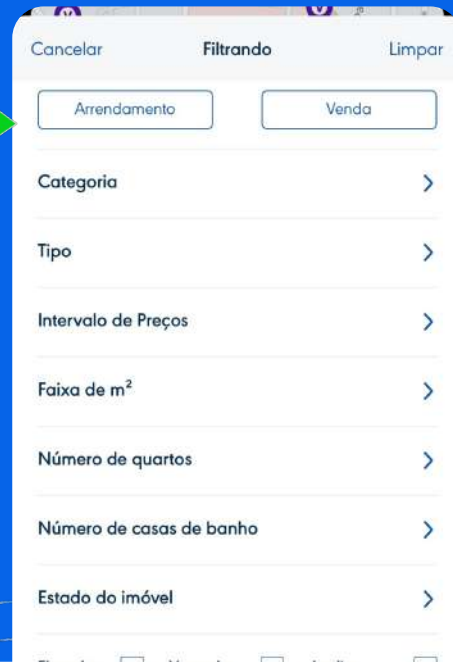 Cancelar Filtrando Limpar
Arrendamento Venda
Categoria
Tipo
Intervalo de Preços
Faixa de m²
Número de quartos
Número de casas de banho
Estado do imóvel